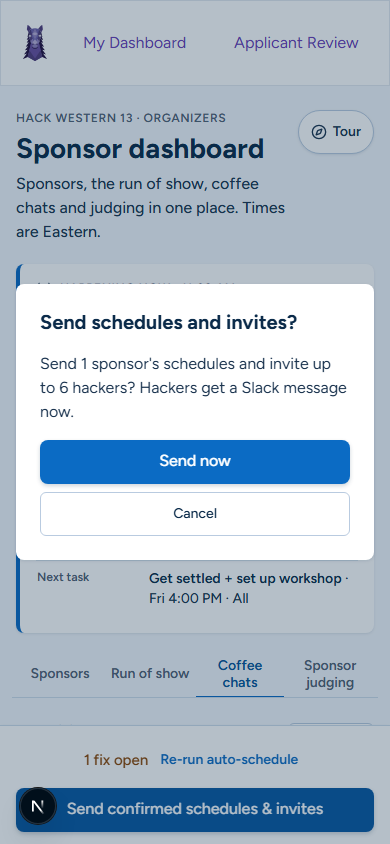 My Dashboard
Applicant Review
HACK WESTERN 13 · ORGANIZERS
Sponsor dashboard
Tour
Sponsors, the run of show, coffee
chats and judging in one place. Times
are Eastern.
Send schedules and invites?
Send 1 sponsor's schedules and invite up
to 6 hackers? Hackers get a Slack message
now.
Send now
Cancel
Next task
Get settled + set up workshop ·
Fri 4:00 PM · All
Sponsors
Run of show
Coffee
chats
Sponsor
judging
1 fix open
Re-run auto-schedule
N
Send confirmed schedules & invites